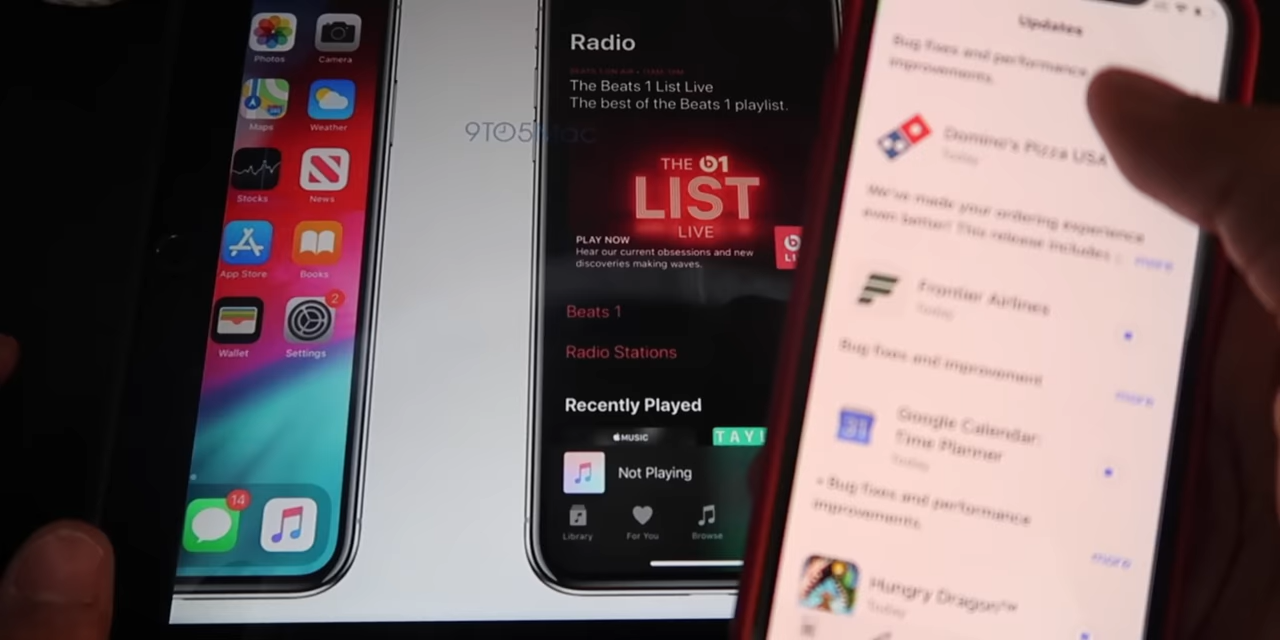 Photos
Camera
Maps
Weather
Stocks
News
App Store
Books
2
Wallet
Settings
14
9TO5Mac
Radio
The Beats 1 List Live
The best of the Beats 1 playlist.
THE 1
LIST
LIVE
PLAY NOW
Hear our current obsessions and new
discoveries making waves.
Beats 1
Radio Stations
Recently Played
MUSIC
TAY
Not Playing
Library
For You
Browse
Updates
Bug fixes and performance
improvements.
Domino's Pizza USA
Today
We've made your ordering experience
even better! This release includes
more
Frontier Airlines
Today
Bug fixes and improvement
more
31
Google Calendar:
Time Planner
Today
• Bug fixes and performance
improvements.
more
Hungry Dragon™
Today